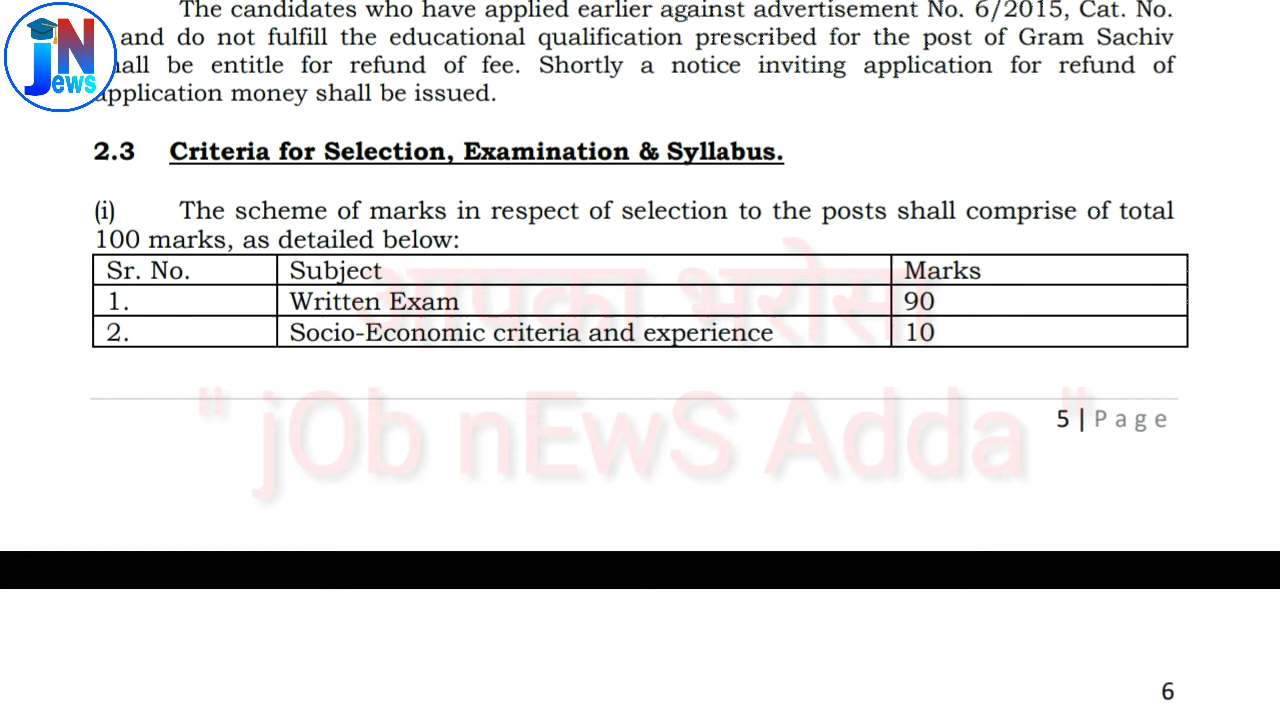 The candidates who have applied earlier against advertisement No. 6/2015, Cat. No.
and do not fulfill the educational qualification prescribed for the post of Gram Sachiv
shall be entitle for refund of fee. Shortly a notice inviting application for refund of
application money shall be issued.
JN
Jews
2.3 Criteria for Selection, Examination & Syllabus.
(i) The scheme of marks in respect of selection to the posts shall comprise of total
100 marks, as detailed below:
Sr. No. Subject Marks
1. Written Exam 90
2. Socio-Economic criteria and experience 10
आपका भरोसा
" jOb nEwS Adda "
5 | Page
6